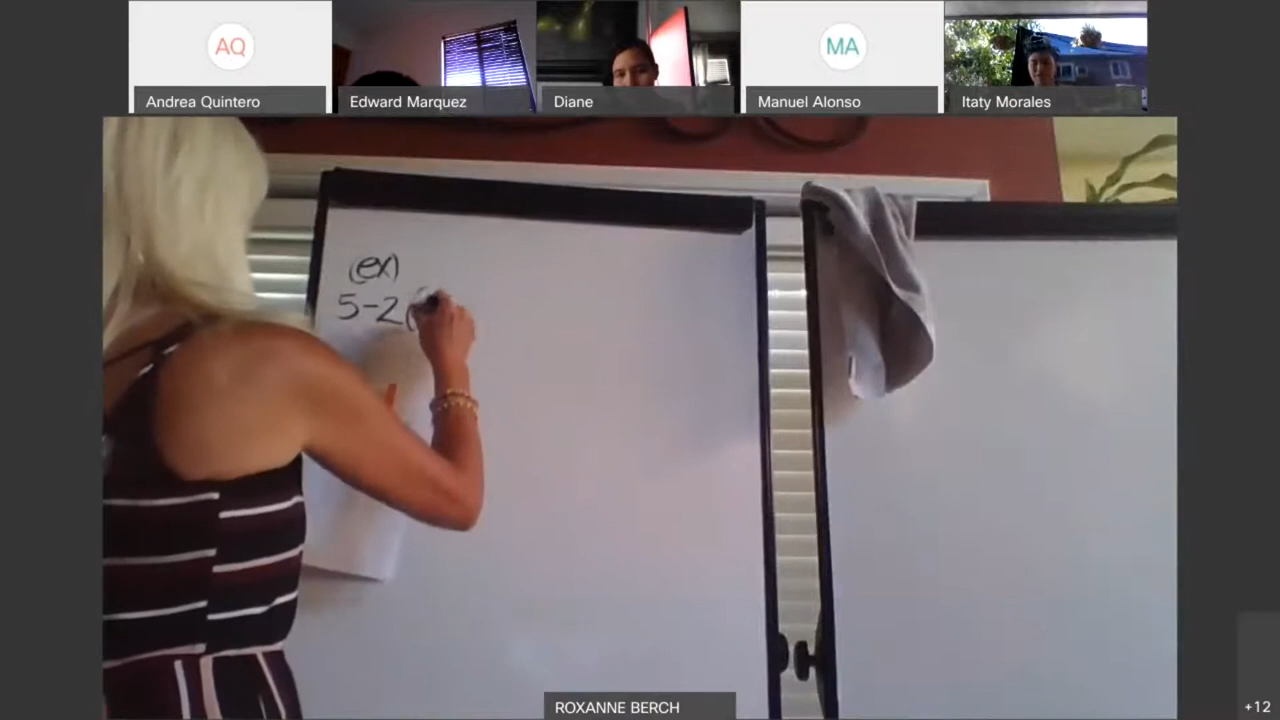 AQ
MA
Andrea Quintero
Edward Marquez
Diane
Manuel Alonso
Itaty Morales
(ex)
5-2(
ROXANNE BERCH
+12